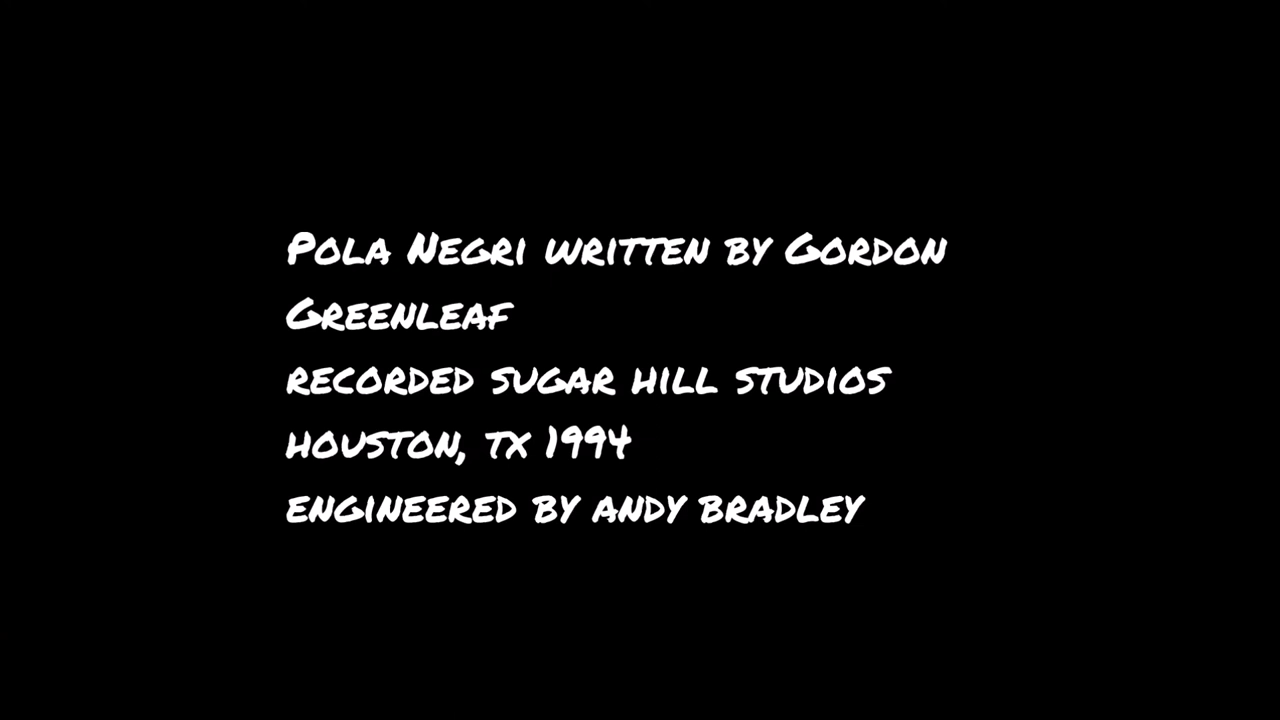 Pola Negri written by Gordon
Greenleaf
recorded sugar hill studios
houston, tx 1994
engineered by andy bradley